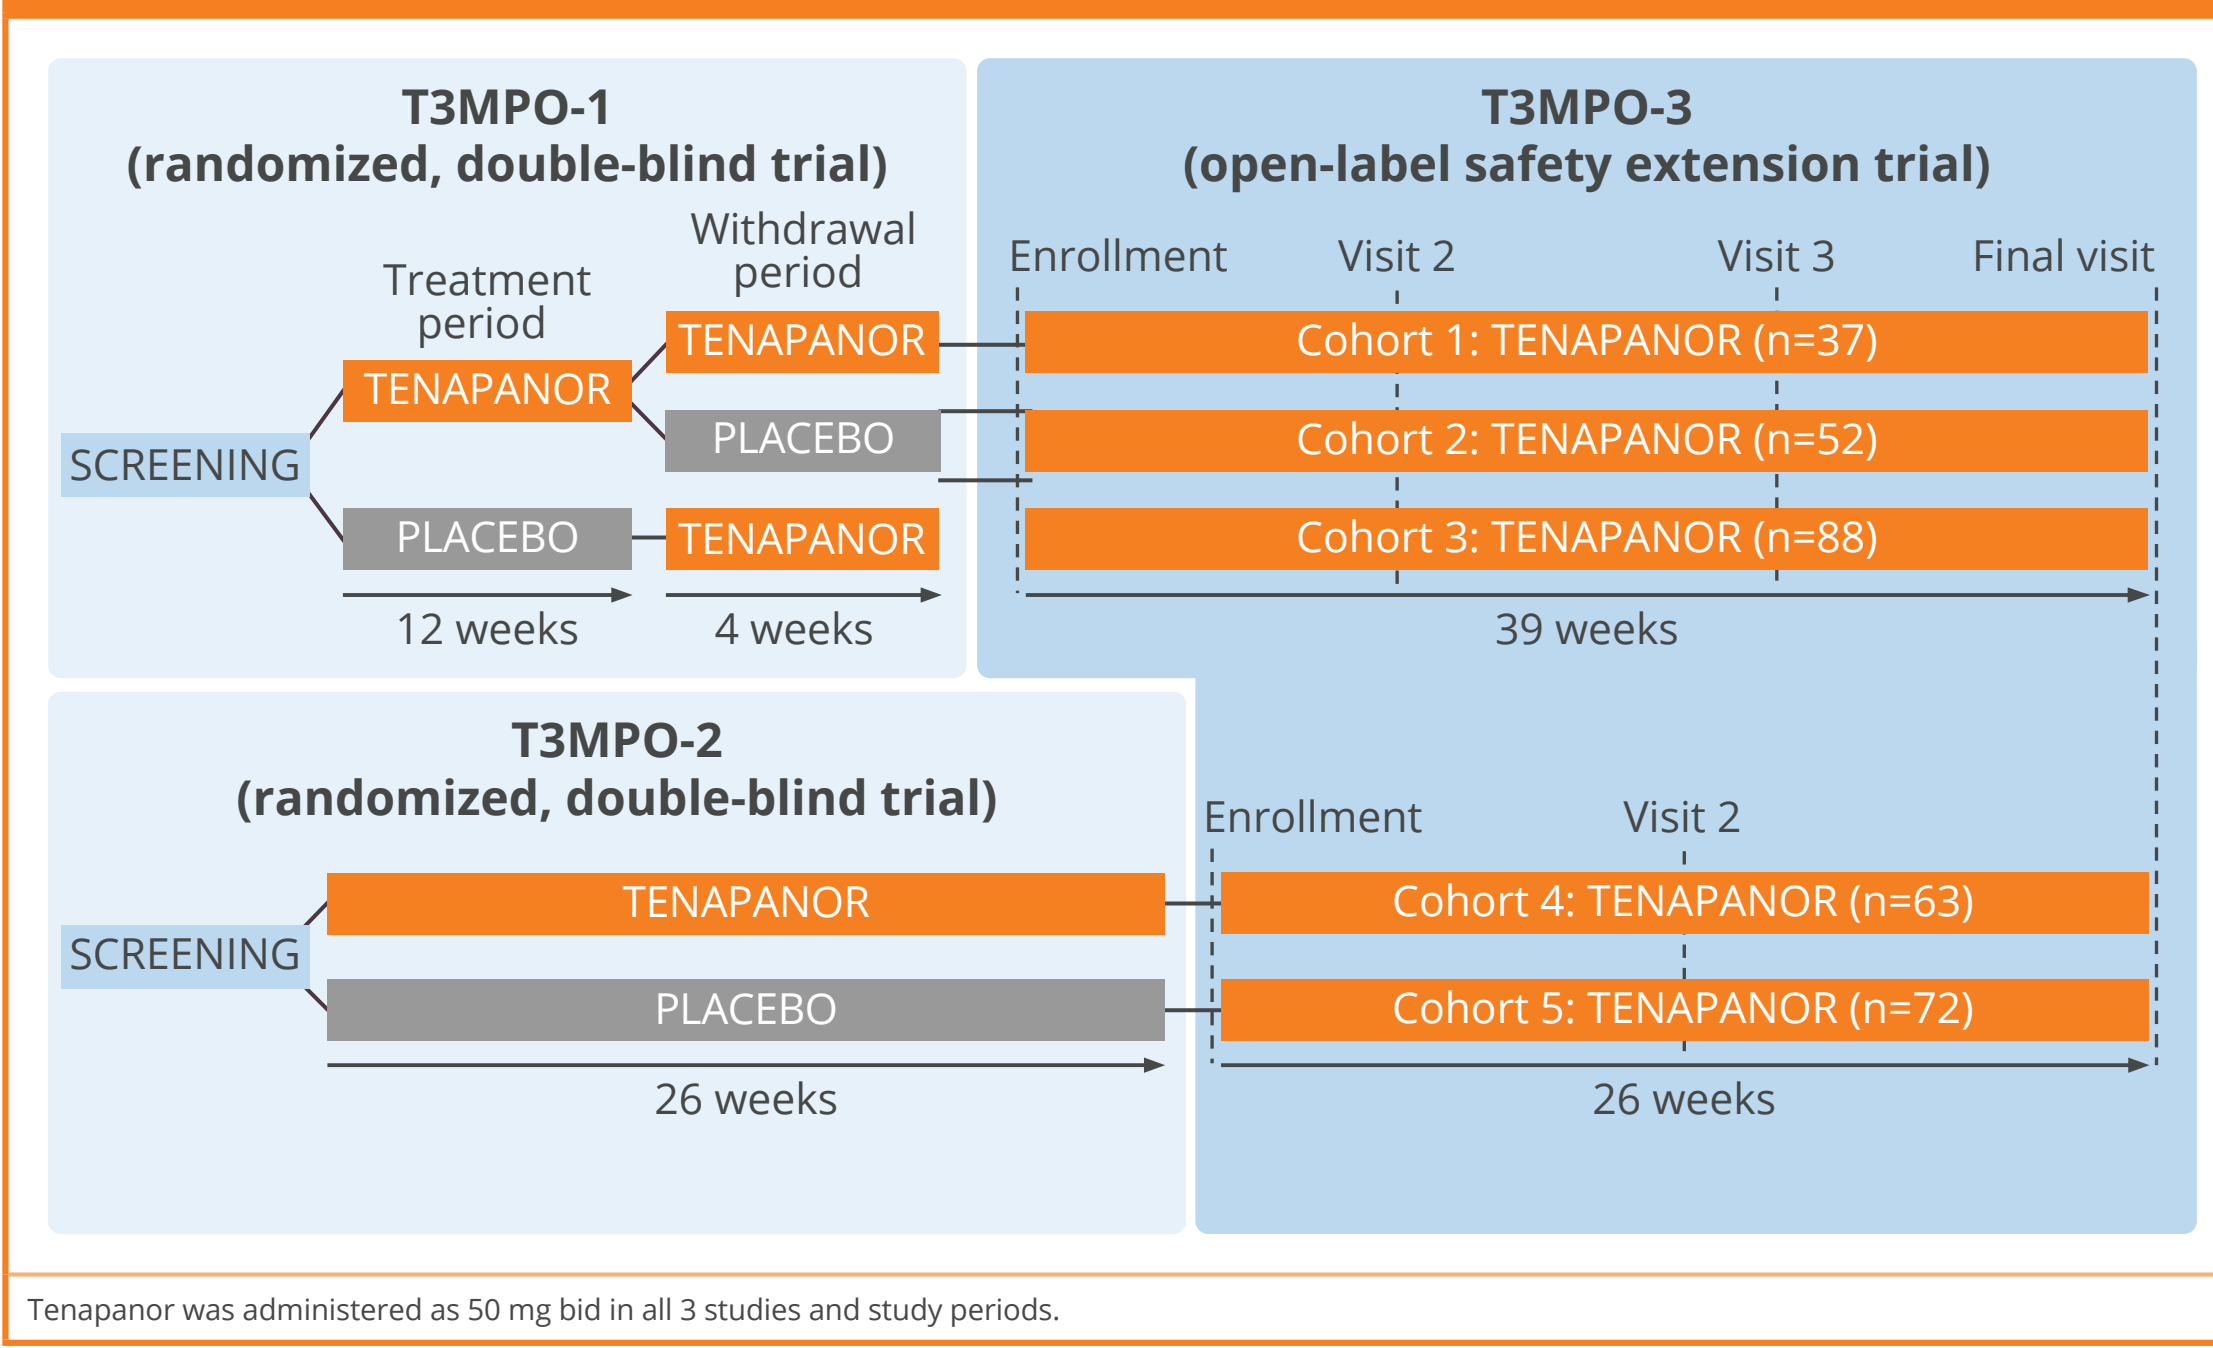 T3MPO-1
(randomized, double-blind trial)
Treatment
period
Withdrawal
period
SCREENING
TENAPANOR
TENAPANOR
PLACEBO
PLACEBO
TENAPANOR
12 weeks
4 weeks
T3MPO-3
(open-label safety extension trial)
Enrollment
Visit 2
Visit 3
Final visit
Cohort 1: TENAPANOR (n=37)
Cohort 2: TENAPANOR (n=52)
Cohort 3: TENAPANOR (n=88)
39 weeks
T3MPO-2
(randomized, double-blind trial)
SCREENING
TENAPANOR
PLACEBO
26 weeks
Enrollment
Visit 2
Cohort 4: TENAPANOR (n=63)
Cohort 5: TENAPANOR (n=72)
26 weeks
Tenapanor was administered as 50 mg bid in all 3 studies and study periods.